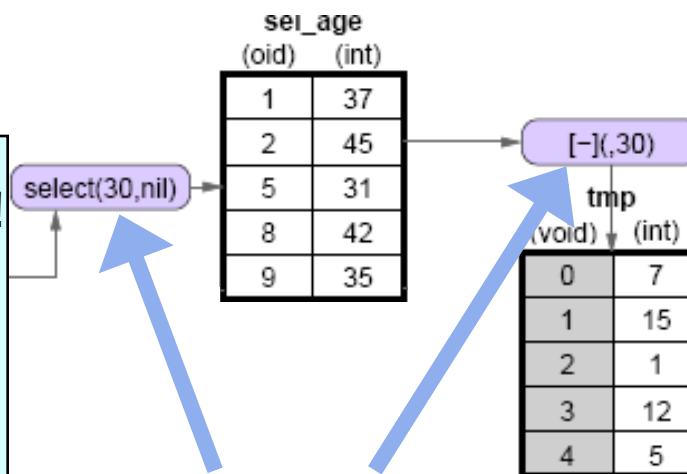 sel_age
(oid) (int)
1 37
2 45
5 31
8 42
9 35
!
select(30,nil)
[−](,30)
tmp
(void) (int)
0 7
1 15
2 1
3 12
4 5